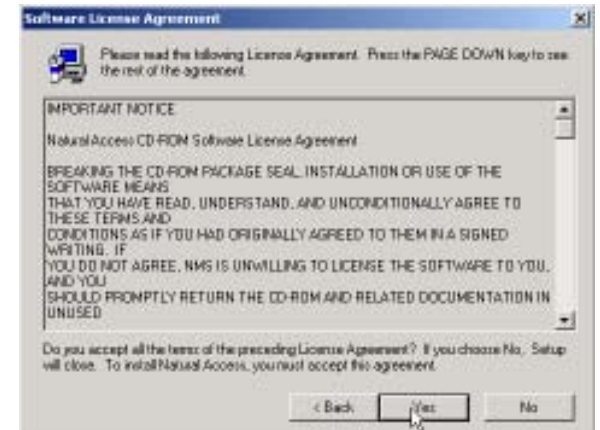 Software License Agreement
Please read the following License Agreement. Press the PAGE DOWN key to see
the rest of the agreement.
IMPORTANT NOTICE
Natural Access CD-ROM Software License Agreement
BREAKING THE CD-ROM PACKAGE SEAL, INSTALLATION OR USE OF THE
SOFTWARE MEANS
THAT YOU HAVE READ, UNDERSTAND, AND UNCONDITIONALLY AGREE TO
THESE TERMS AND
CONDITIONS AS IF YOU HAD ORIGINALLY AGREED TO THEM IN A SIGNED
WRITING. IF
YOU DO NOT AGREE, NMS IS UNWILLING TO LICENSE THE SOFTWARE TO YOU,
AND YOU
SHOULD PROMPTLY RETURN THE CD-ROM AND RELATED DOCUMENTATION IN
UNUSED
Do you accept all the terms of the preceding License Agreement? If you choose No, Setup
will close. To install Natural Access, you must accept this agreement.
< Back Yes No